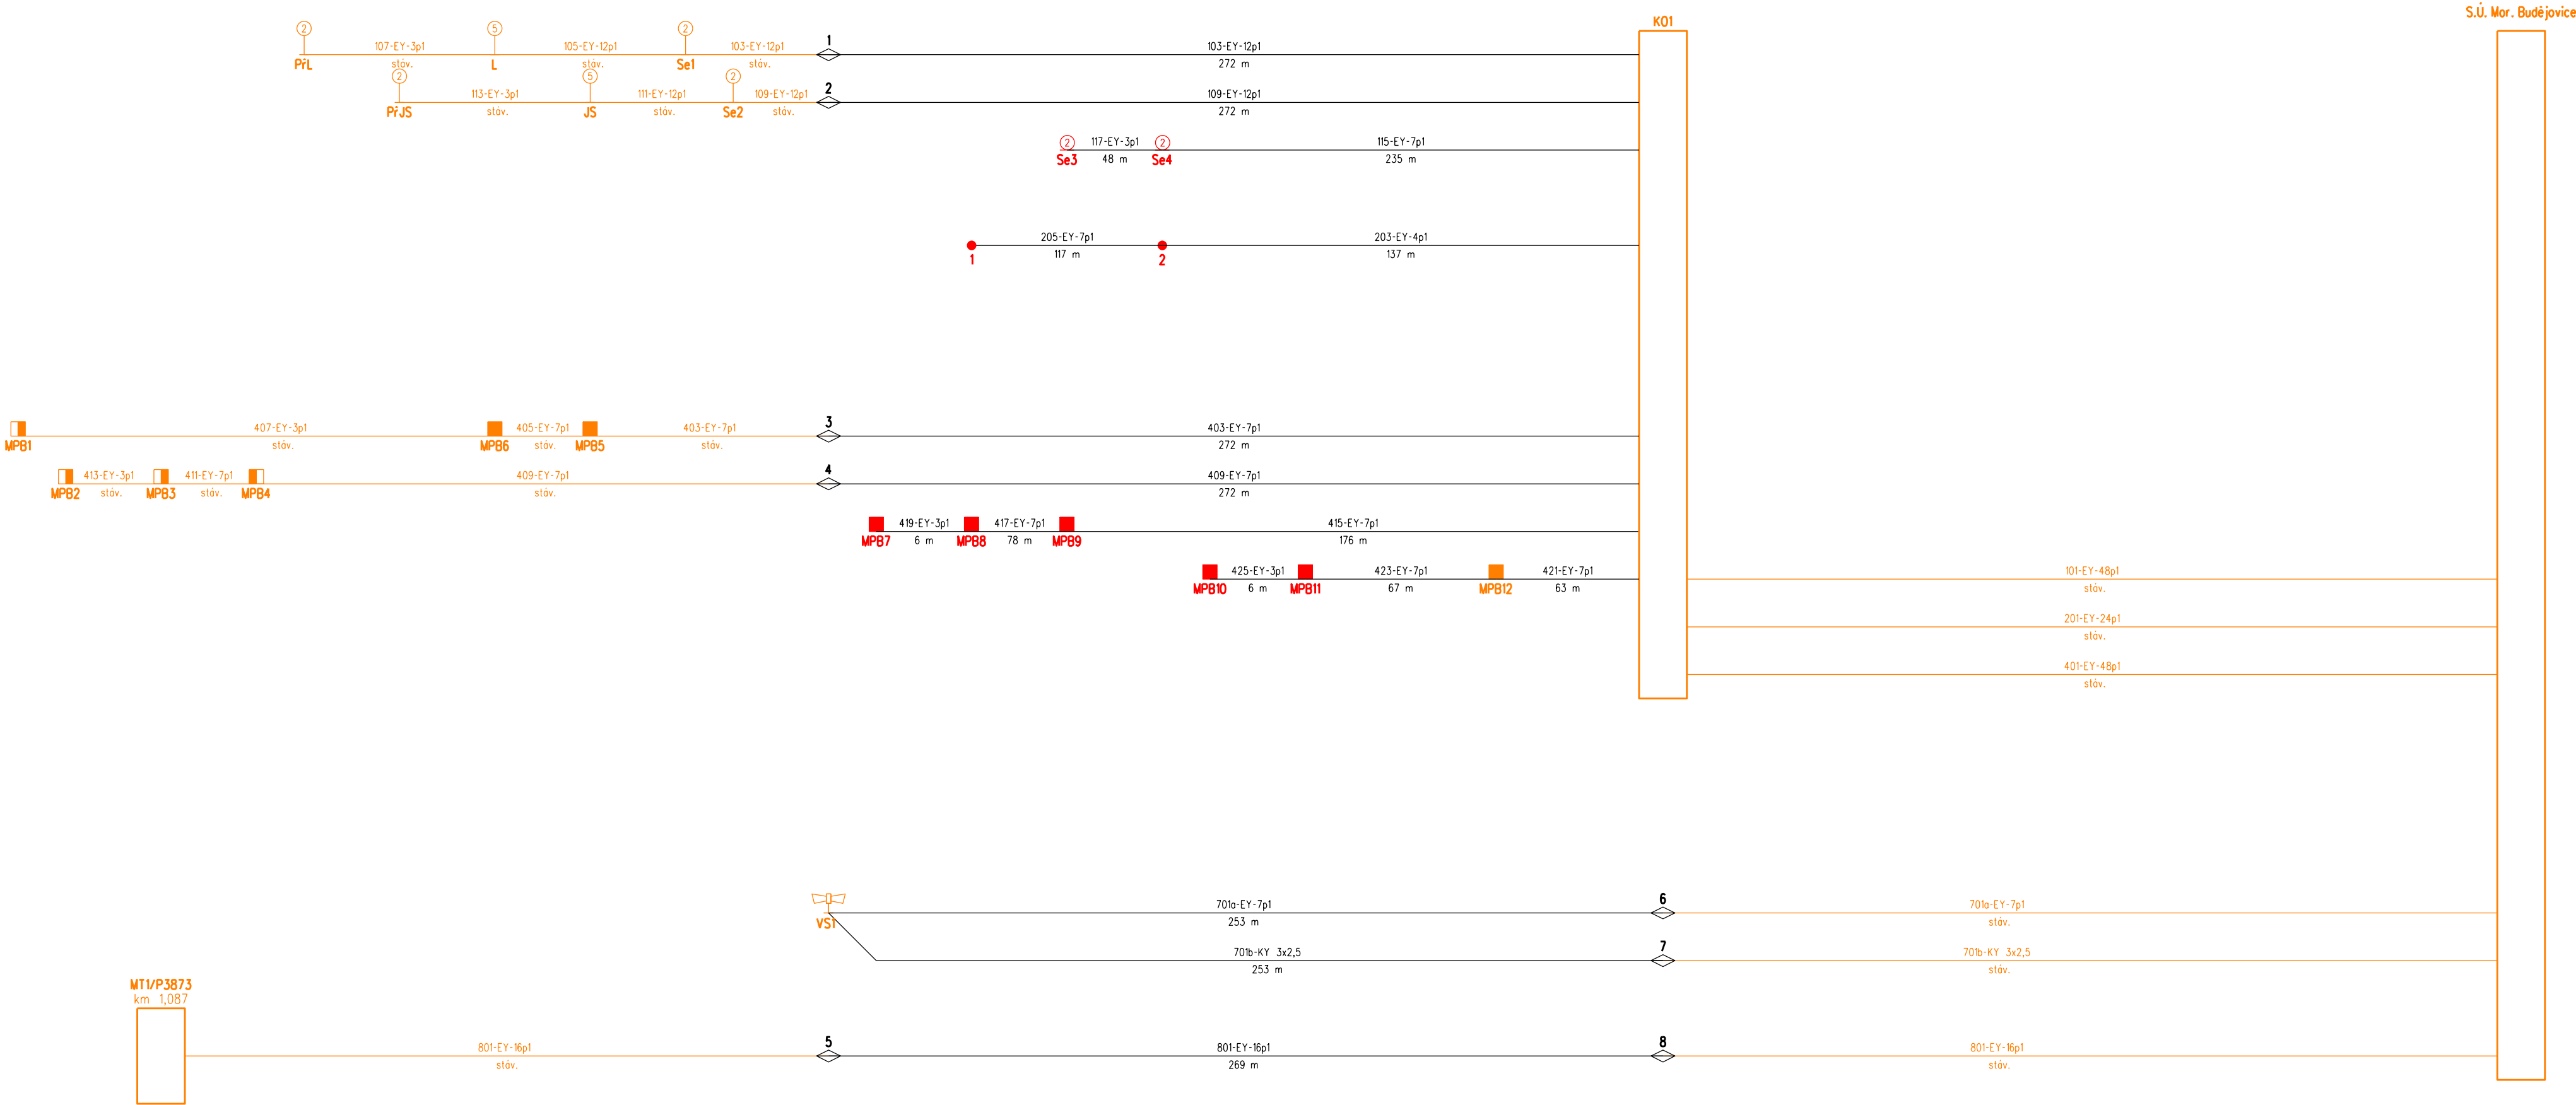 S.Ú. Mor. Budějovice
KO1
2 5 2 1
107-EY-3p1 105-EY-12p1 103-EY-12p1 103-EY-12p1
PřL stáv. L stáv. Se1 stáv. 272 m
2 5 2 2
113-EY-3p1 111-EY-12p1 109-EY-12p1 109-EY-12p1
PřJS stáv. JS stáv. Se2 stáv. 272 m
2 117-EY-3p1 2 115-EY-7p1
Se3 48 m Se4 235 m
205-EY-7p1 203-EY-4p1
1 117 m 2 137 m
3
407-EY-3p1 405-EY-7p1 403-EY-7p1 403-EY-7p1
MPB1 stáv. MPB6 stáv. MPB5 stáv. 272 m
4
413-EY-3p1 411-EY-7p1 409-EY-7p1 409-EY-7p1
MPB2 stáv. MPB3 stáv. MPB4 stáv. 272 m
419-EY-3p1 417-EY-7p1 415-EY-7p1
MPB7 6 m MPB8 78 m MPB9 176 m
425-EY-3p1 423-EY-7p1 421-EY-7p1 101-EY-48p1
MPB10 6 m MPB11 67 m MPB12 63 m stáv.
201-EY-24p1
stáv.
401-EY-48p1
stáv.
6
701a-EY-7p1 701a-EY-7p1
VS1 253 m stáv.
7
701b-KY 3x2,5 701b-KY 3x2,5
253 m stáv.
MT1/P3873
km 1,087
5 8
801-EY-16p1 801-EY-16p1 801-EY-16p1
stáv. 269 m stáv.